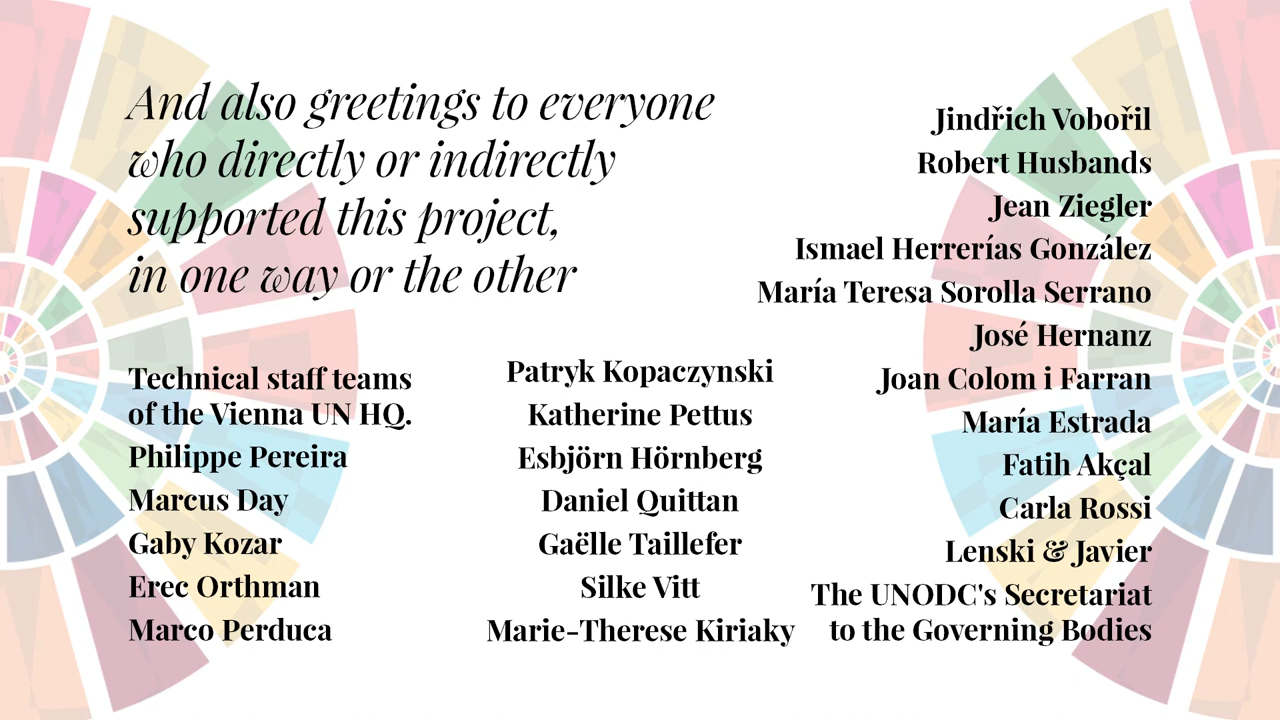 And also greetings to everyone
who directly or indirectly
supported this project,
in one way or the other
Technical staff teams
of the Vienna UN HQ.
Philippe Pereira
Marcus Day
Gaby Kozar
Erec Orthman
Marco Perduca
Patryk Kopaczynski
Katherine Pettus
Esbjörn Hörnberg
Daniel Quittan
Gaëlle Taillefer
Silke Vitt
Marie-Therese Kiriaky
Jindřich Vobořil
Robert Husbands
Jean Ziegler
Ismael Herrerías González
María Teresa Sorolla Serrano
José Hernanz
Joan Colom i Farran
María Estrada
Fatih Akçal
Carla Rossi
Lenski & Javier
The UNODC's Secretariat
to the Governing Bodies